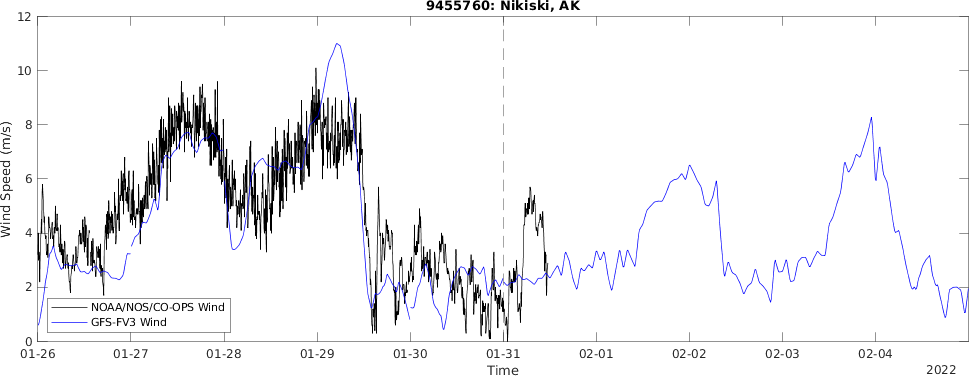 9455760: Nikiski, AK
12
10
8
6
4
2
0
Wind Speed (m/s)
NOAA/NOS/CO-OPS Wind
GFS-FV3 Wind
01-26 01-27 01-28 01-29 01-30 01-31 02-01 02-02 02-03 02-04
Time
2022